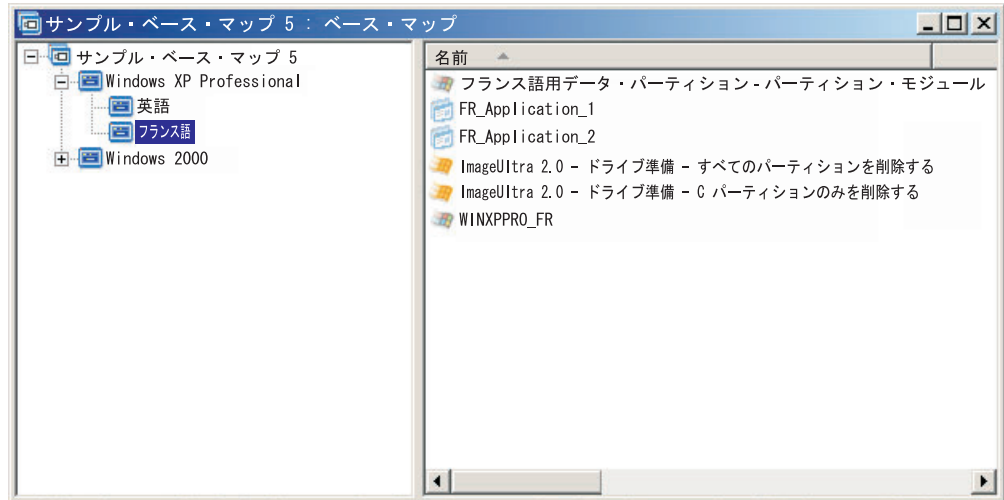 サンプル・ベース・マップ 5 : ベース・マップ
サンプル・ベース・マップ 5
Windows XP Professional
英語
フランス語
Windows 2000
名前
フランス語用データ・パーティション - パーティション・モジュール
FR_Application_1
FR_Application_2
ImageUltra 2.0 - ドライブ準備 - すべてのパーティションを削除する
ImageUltra 2.0 - ドライブ準備 - C パーティションのみを削除する
WINXPPRO_FR